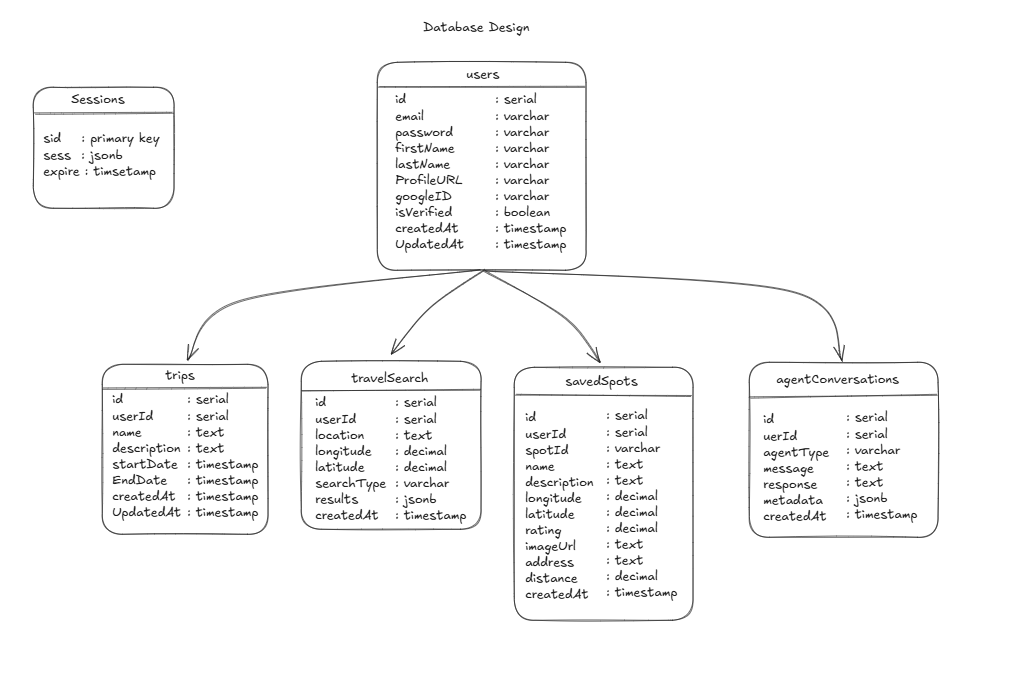 Database Design
Sessions
sid : primary key
sess : jsonb
expire : timsetamp
users
id : serial
email : varchar
password : varchar
firstName : varchar
lastName : varchar
ProfileURL : varchar
googleID : varchar
isVerified : boolean
createdAt : timestamp
UpdatedAt : timestamp
trips
id : serial
userId : serial
name : text
description : text
startDate : timestamp
EndDate : timestamp
createdAt : timestamp
UpdatedAt : timestamp
travelSearch
id : serial
userId : serial
location : text
longitude : decimal
latitude : decimal
searchType : varchar
results : jsonb
createdAt : timestamp
savedSpots
id : serial
userId : serial
spotId : varchar
name : text
description : text
longitude : decimal
latitude : decimal
rating : decimal
imageUrl : text
address : text
distance : decimal
createdAt : timestamp
agentConversations
id : serial
uerId : serial
agentType : varchar
message : text
response : text
metadata : jsonb
createdAt : timestamp